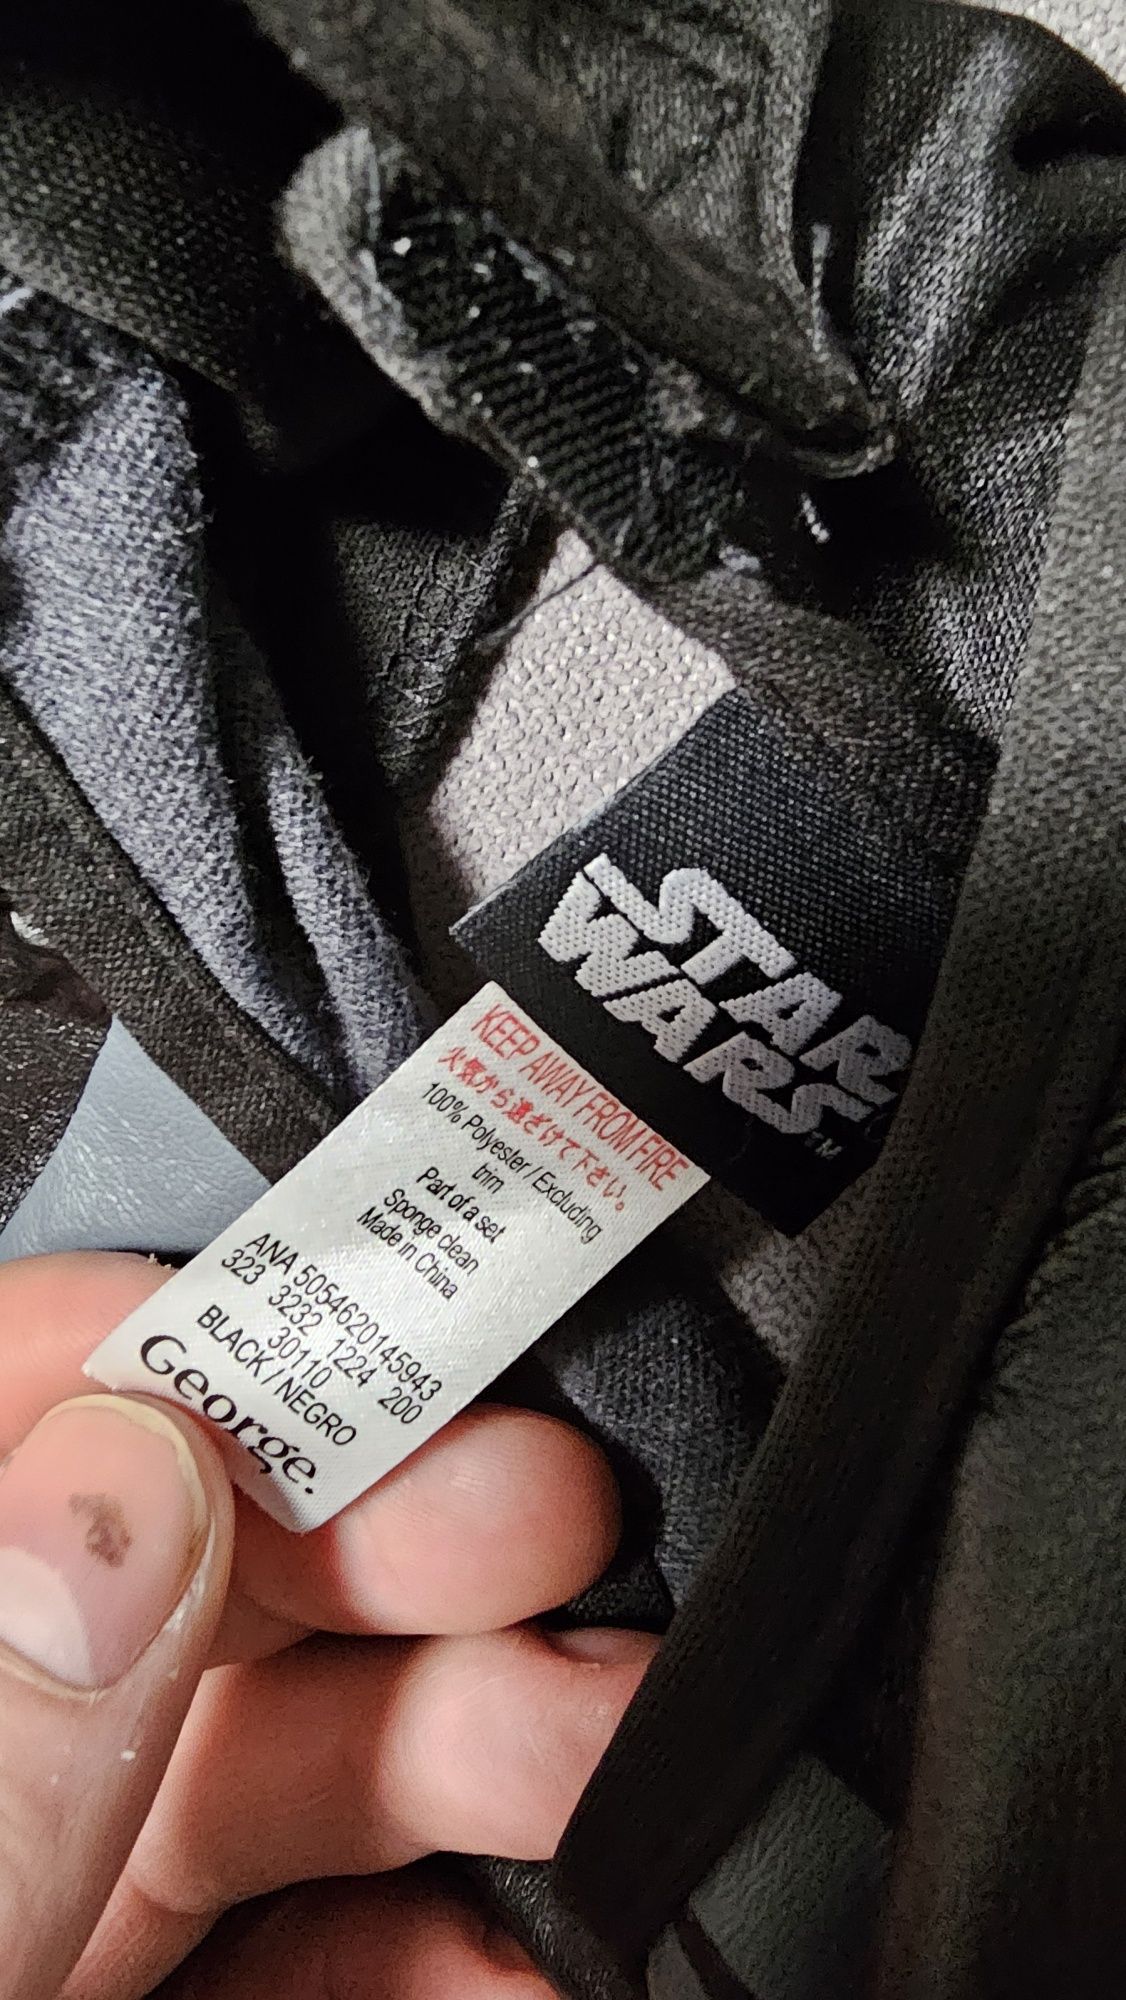 STAR
WARS
TM
KEEP AWAY FROM FIRE
火気から遠ざけて下さい。
100% Polyester / Excluding
trim
Part of a set
Sponge clean
Made in China
ANA 5054620145943
323 3232 1224 200
30110
BLACK / NEGRO
George.